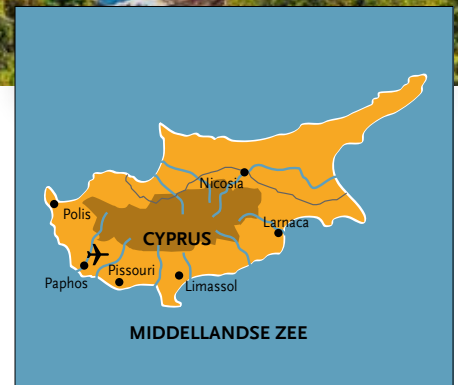 Nicosia
Polis
Larnaca
CYPRUS
Pissouri
Paphos
Limassol
MIDDELLANDSE ZEE